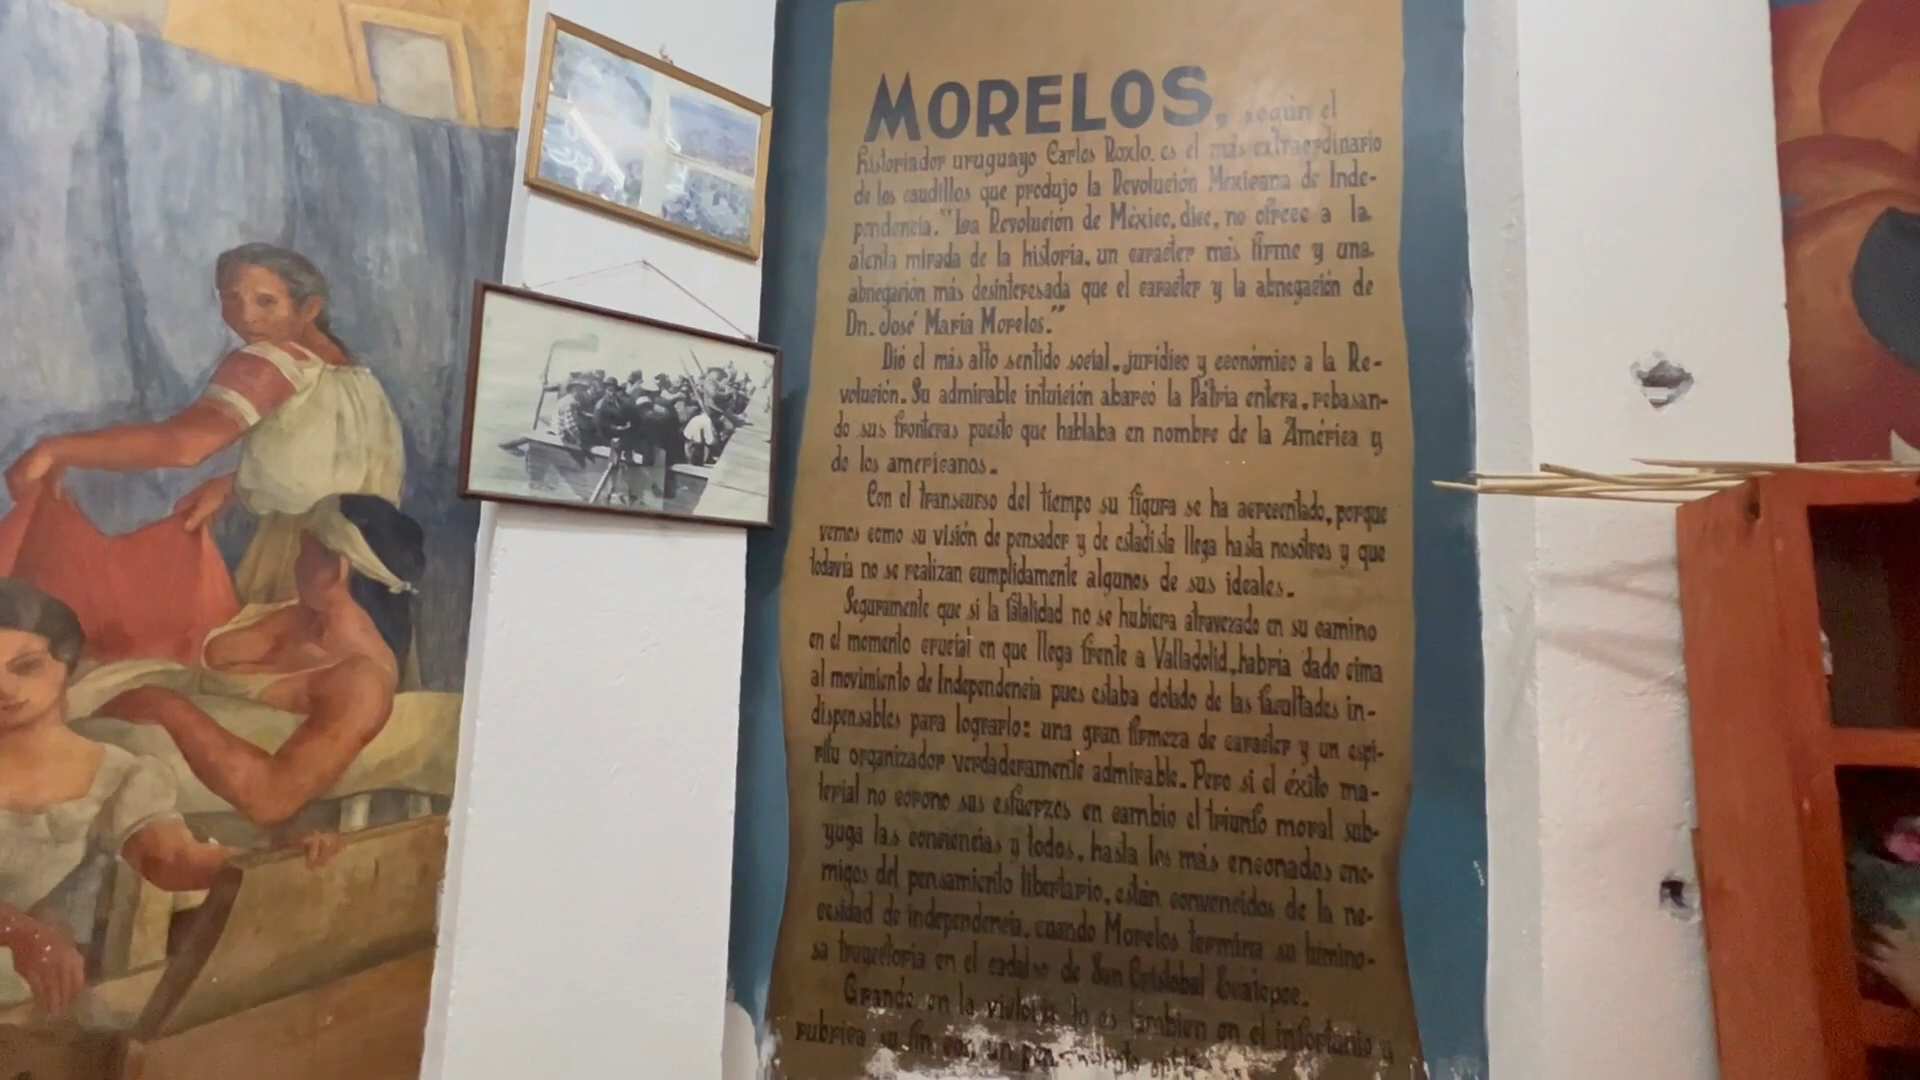 MORELOS, según el
historiador uruguayo Carlos Roxlo, es el más extraordinario
de los caudillos que produjo la Revolución Mexicana de Inde-
pendencia. "La Revolución de México, dice, no ofrece a la
atenta mirada de la historia, un caracter más firme y una
abnegación más desinteresada que el caracter y la abnegación de
Dn. José María Morelos."
Dió el más alto sentido social, jurídico y económico a la Re-
volución. Su admirable intuición abarcó la Pátria entera, rebasan-
do sus fronteras puesto que hablaba en nombre de la América y
de los americanos.
Con el transcurso del tiempo su figura se ha acrecentado, porque
vemos como su visión de pensador y de estadista llega hasta nosotros y que
todavía no se realizan cumplidamente algunos de sus ideales.
Seguramente que si la fatalidad no se hubiera atravezado en su camino
en el momento crucial en que llega frente a Valladolid, habría dado cima
al movimiento de Independencia pues estaba dotado de las facultades in-
dispensables para lograrlo: una gran firmeza de caracter y un espi-
ritu organizador verdaderamente admirable. Pero si el éxito ma-
terial no corono sus esfuerzos en cambio el triunfo moral sub-
yuga las conciencias y todos, hasta los más enconados ene-
migos del pensamiento libertario, están convencidos de la ne-
cesidad de independencia, cuando Morelos termina su lumino-
sa trayectoria en el cadalso de San Cristobal Ecatepec.
Grande en la victoria lo es tambien en el infortunio y
rubrica su fin con un